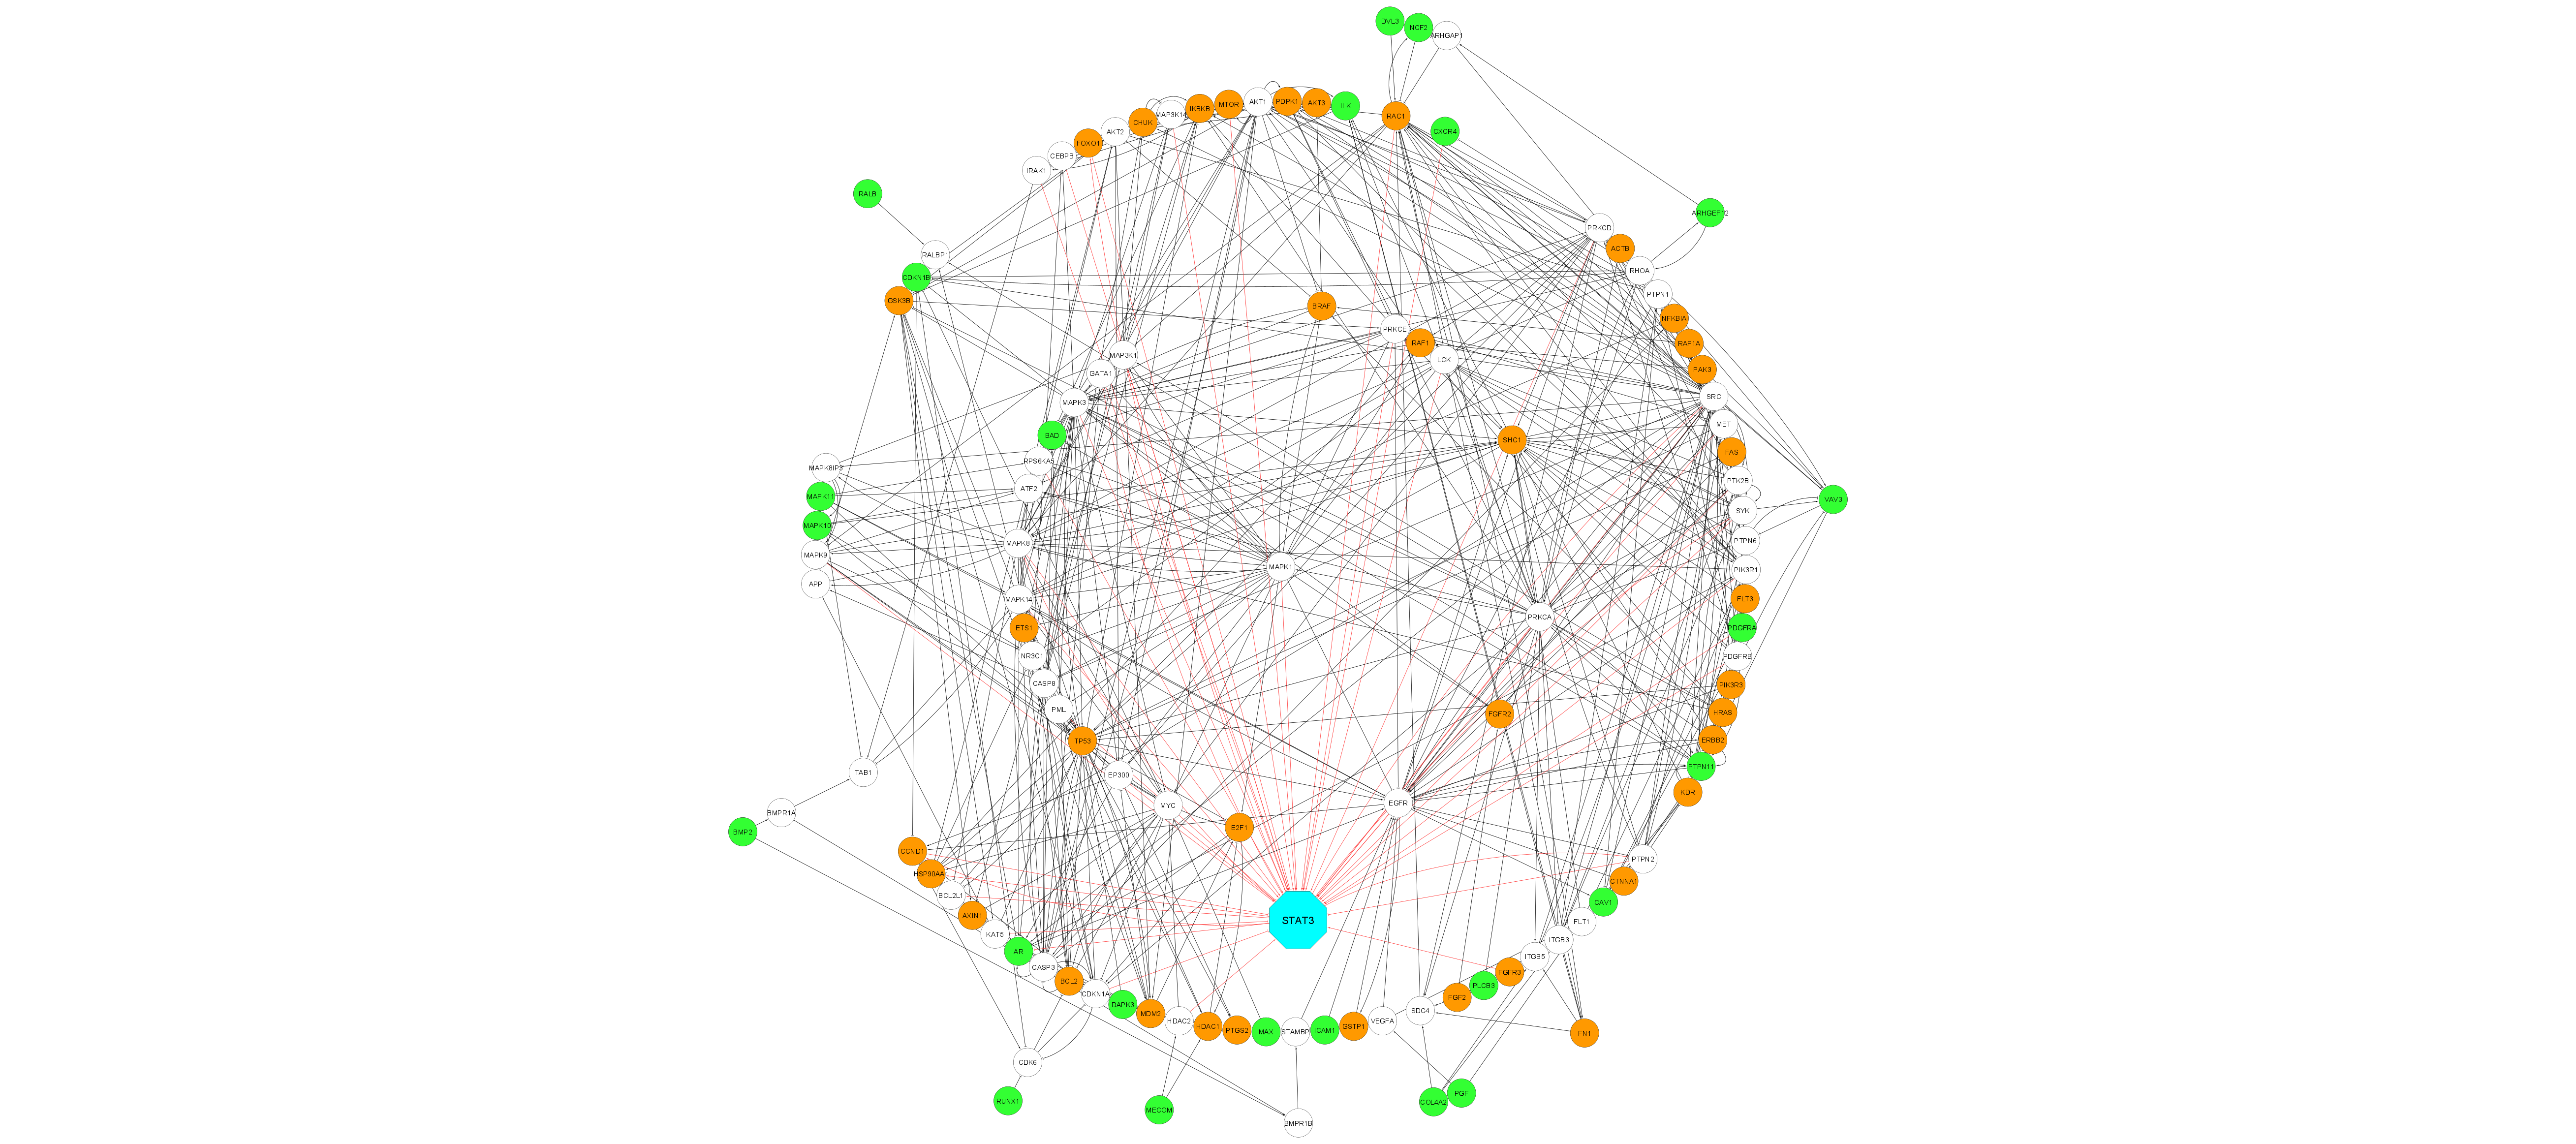 DVL3
NCF2
ARHGAP1
AKT1
PDPK1
AKT3
ILK
MTOR
IKBKB
MAP3K14
CHUK
RAC1
AKT2
CXCR4
FOXO1
CEBPB
IRAK1
RALB
ARHGEF12
PRKCD
ACTB
RALBP1
RHOA
CDKN1B
PTPN1
GSK3B
BRAF
NFKBIA
PRKCE
RAF1
RAP1A
MAP3K1
LCK
GATA1
PAK3
MAPK3
SRC
MET
BAD
SHC1
FAS
RPS6KA5
MAPK8IP3
PTK2B
ATF2
MAPK11
VAV3
SYK
MAPK10
PTPN6
MAPK8
MAPK9
MAPK1
PIK3R1
APP
MAPK14
FLT3
PRKCA
ETS1
PDGFRA
NR3C1
PDGFRB
CASP8
PIK3R3
PML
HRAS
FGFR2
TP53
ERBB2
PTPN11
TAB1
EP300
KDR
MYC
EGFR
BMPR1A
E2F1
BMP2
CCND1
PTPN2
HSP90AA1
CTNNA1
BCL2L1
CAV1
AXIN1
STAT3
FLT1
KAT5
ITGB3
AR
ITGB5
CASP3
FGFR3
BCL2
PLCB3
CDKN1A
FGF2
DAPK3
MDM2
SDC4
HDAC2
VEGFA
HDAC1
PTGS2
MAX
STAMBP
ICAM1
GSTP1
FN1
CDK6
PGF
RUNX1
COL4A2
MECOM
BMPR1B